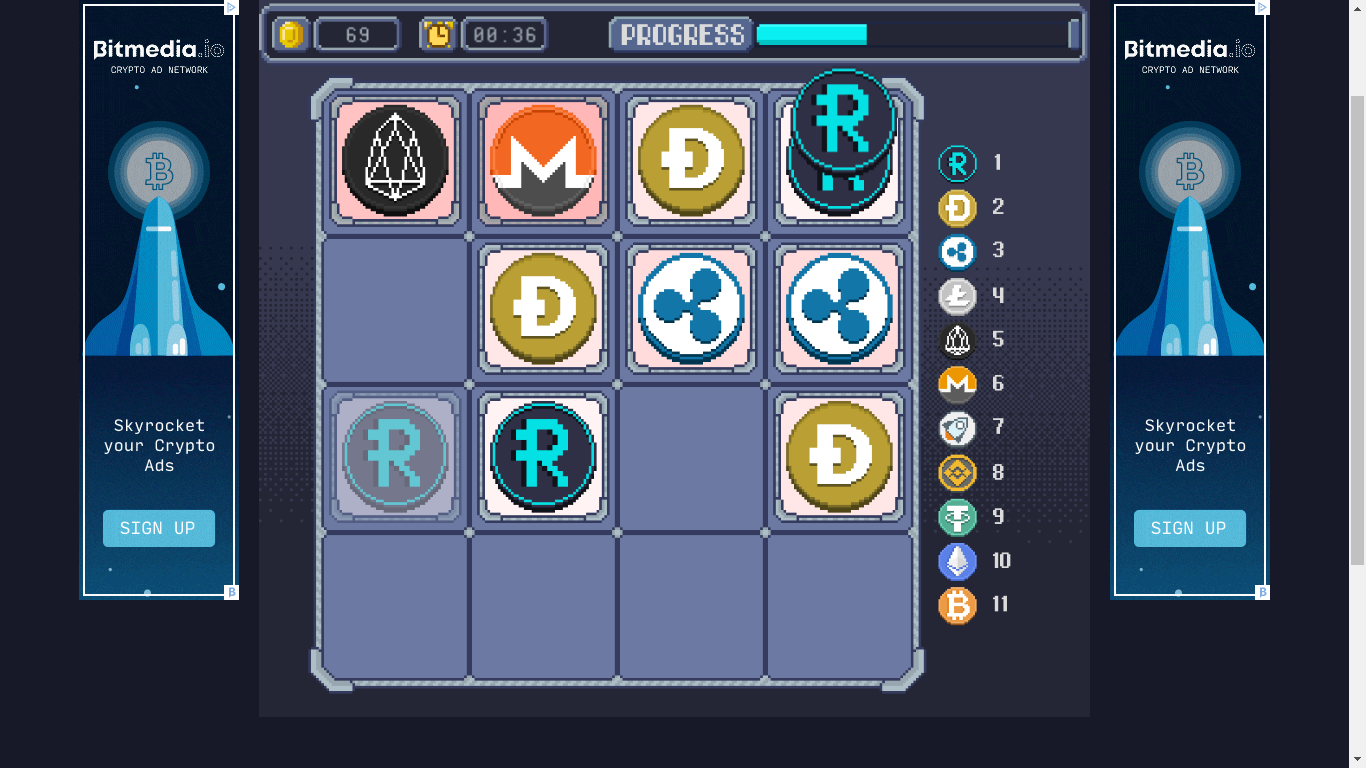 Bitmedia.io
CRYPTO AD NETWORK
Skyrocket
your Crypto
Ads
SIGN UP
B
69
00:36
PROGRESS
1
2
3
4
5
6
7
8
9
10
11
Bitmedia.io
CRYPTO AD NETWORK
Skyrocket
your Crypto
Ads
SIGN UP
B